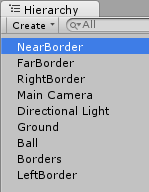 Hierarchy
Create All
NearBorder
FarBorder
RightBorder
Main Camera
Directional Light
Ground
Ball
Borders
LeftBorder